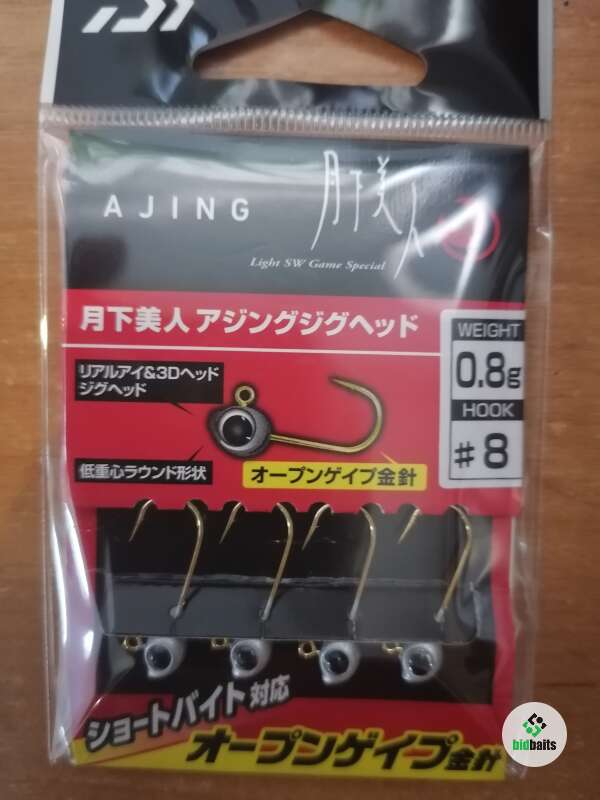 AJING
月下美人
Light SW Game Special
月下美人 アジングジグヘッド
WEIGHT
0.8g
HOOK
#8
リアルアイ&3Dヘッド
ジグヘッド
低重心ラウンド形状
オープンゲイプ金針
ショートバイト対応
オープンゲイプ金針
bidbaits